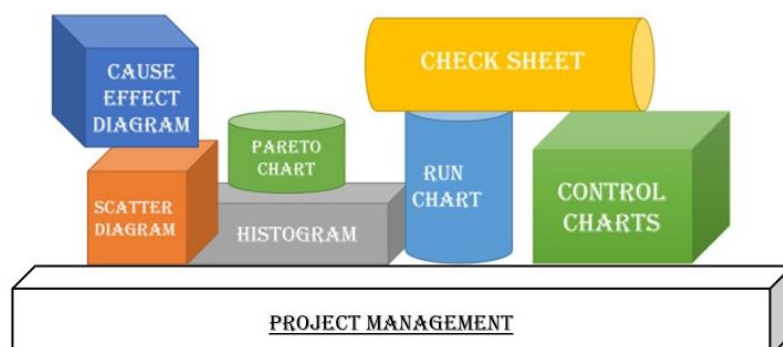 CAUSE
EFFECT
DIAGRAM
CHECK SHEET
PARETO
CHART
RUN
CHART
CONTROL
CHARTS
SCATTER
DIAGRAM
HISTOGRAM
PROJECT MANAGEMENT